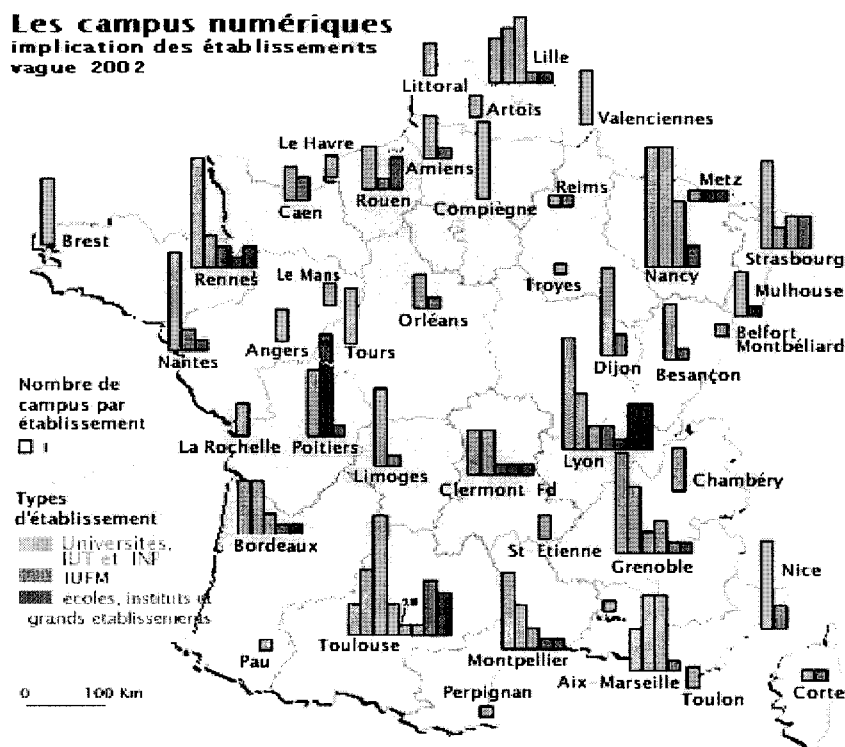 Les campus numériques
implication des établissements
vague 2002
Lille
Littoral
Artois
Valenciennes
Le Havre
Amiens
Rouen
Caen
Compiègne
Reims
Metz
Brest
Rennes
Nancy
Strasbourg
Le Mans
Troyes
Orléans
Mulhouse
Angers
Tours
Belfort
Montbéliard
Nantes
Dijon
Besançon
Nombre de
campus par
établissement
1
La Rochelle
Poitiers
Limoges
Clermont Fd
Lyon
Chambéry
Types
d'établissement
Universités,
IUT et INP
IUFM
écoles, instituts et
grands établissements
Bordeaux
St Etienne
Grenoble
Nice
Toulouse
Montpellier
Pau
Aix-Marseille
Toulon
Corte
Perpignan
0 100 Km